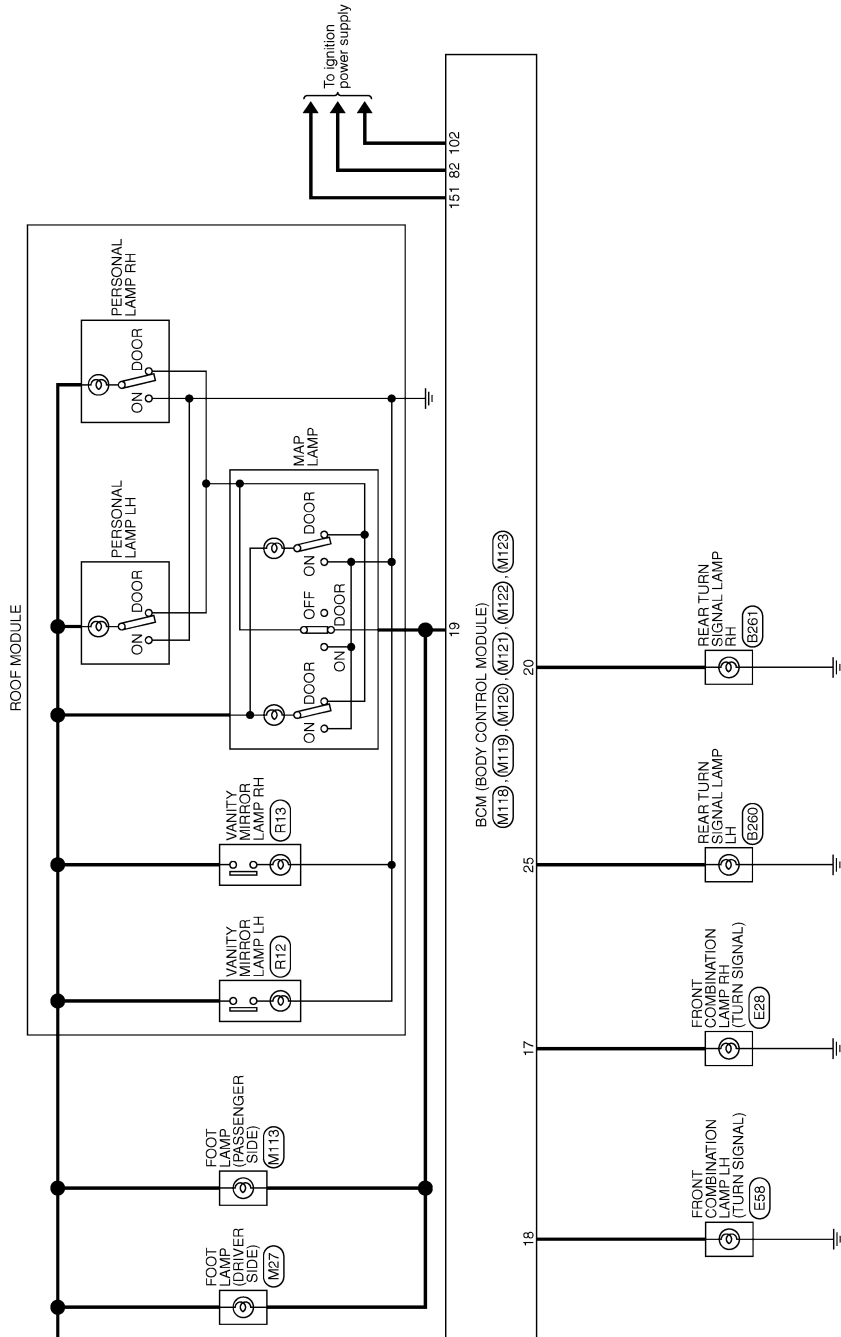 ROOF MODULE
FOOT
LAMP
(DRIVER
SIDE)
M27
FOOT
LAMP
(PASSENGER
SIDE)
M113
VANITY
MIRROR
LAMP LH
R12
VANITY
MIRROR
LAMP RH
R13
PERSONAL
LAMP LH
ON
DOOR
PERSONAL
LAMP RH
ON
DOOR
MAP
LAMP
ON
DOOR
ON
OFF
DOOR
ON
DOOR
To ignition
power supply
19
151
82
102
BCM (BODY CONTROL MODULE)
M118 , M119 , M120 , M121 , M122 , M123
18
17
25
20
FRONT
COMBINATION
LAMP LH
(TURN SIGNAL)
E58
FRONT
COMBINATION
LAMP RH
(TURN SIGNAL)
E28
REAR TURN
SIGNAL LAMP
LH
B260
REAR TURN
SIGNAL LAMP
RH
B261